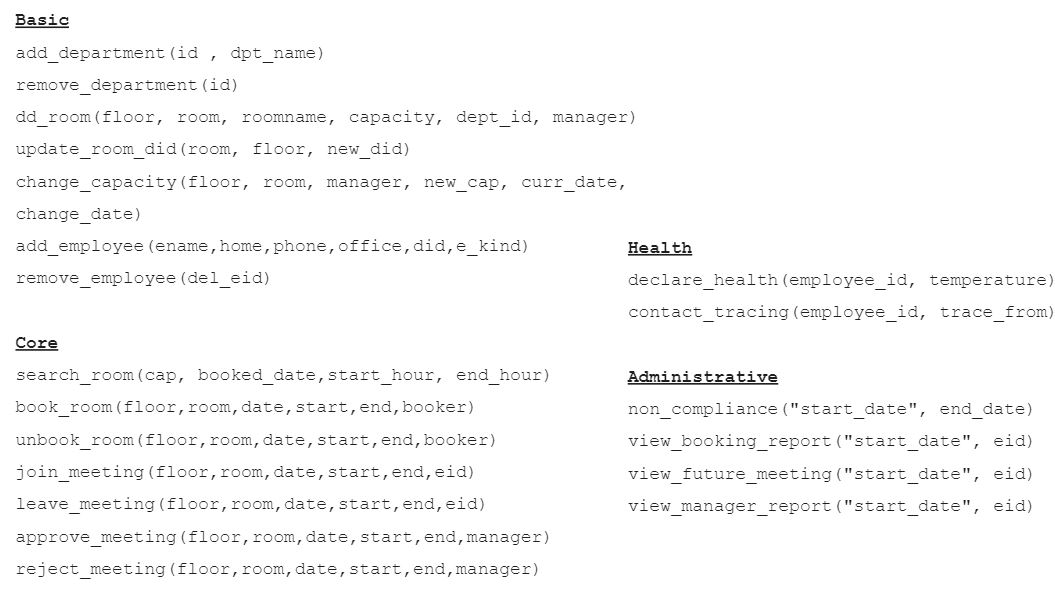 Basic
add_department(id , dpt_name)
remove_department(id)
dd_room(floor, room, roomname, capacity, dept_id, manager)
update_room_did(room, floor, new_did)
change_capacity(floor, room, manager, new_cap, curr_date,
change_date)
add_employee(ename,home,phone,office,did,e_kind)
remove_employee(del_eid)
Core
search_room(cap, booked_date,start_hour, end_hour)
book_room(floor,room,date,start,end,booker)
unbook_room(floor,room,date,start,end,booker)
join_meeting(floor,room,date,start,end,eid)
leave_meeting(floor,room,date,start,end,eid)
approve_meeting(floor,room,date,start,end,manager)
reject_meeting(floor,room,date,start,end,manager)
Health
declare_health(employee_id, temperature)
contact_tracing(employee_id, trace_from)
Administrative
non_compliance("start_date", end_date)
view_booking_report("start_date", eid)
view_future_meeting("start_date", eid)
view_manager_report("start_date", eid)